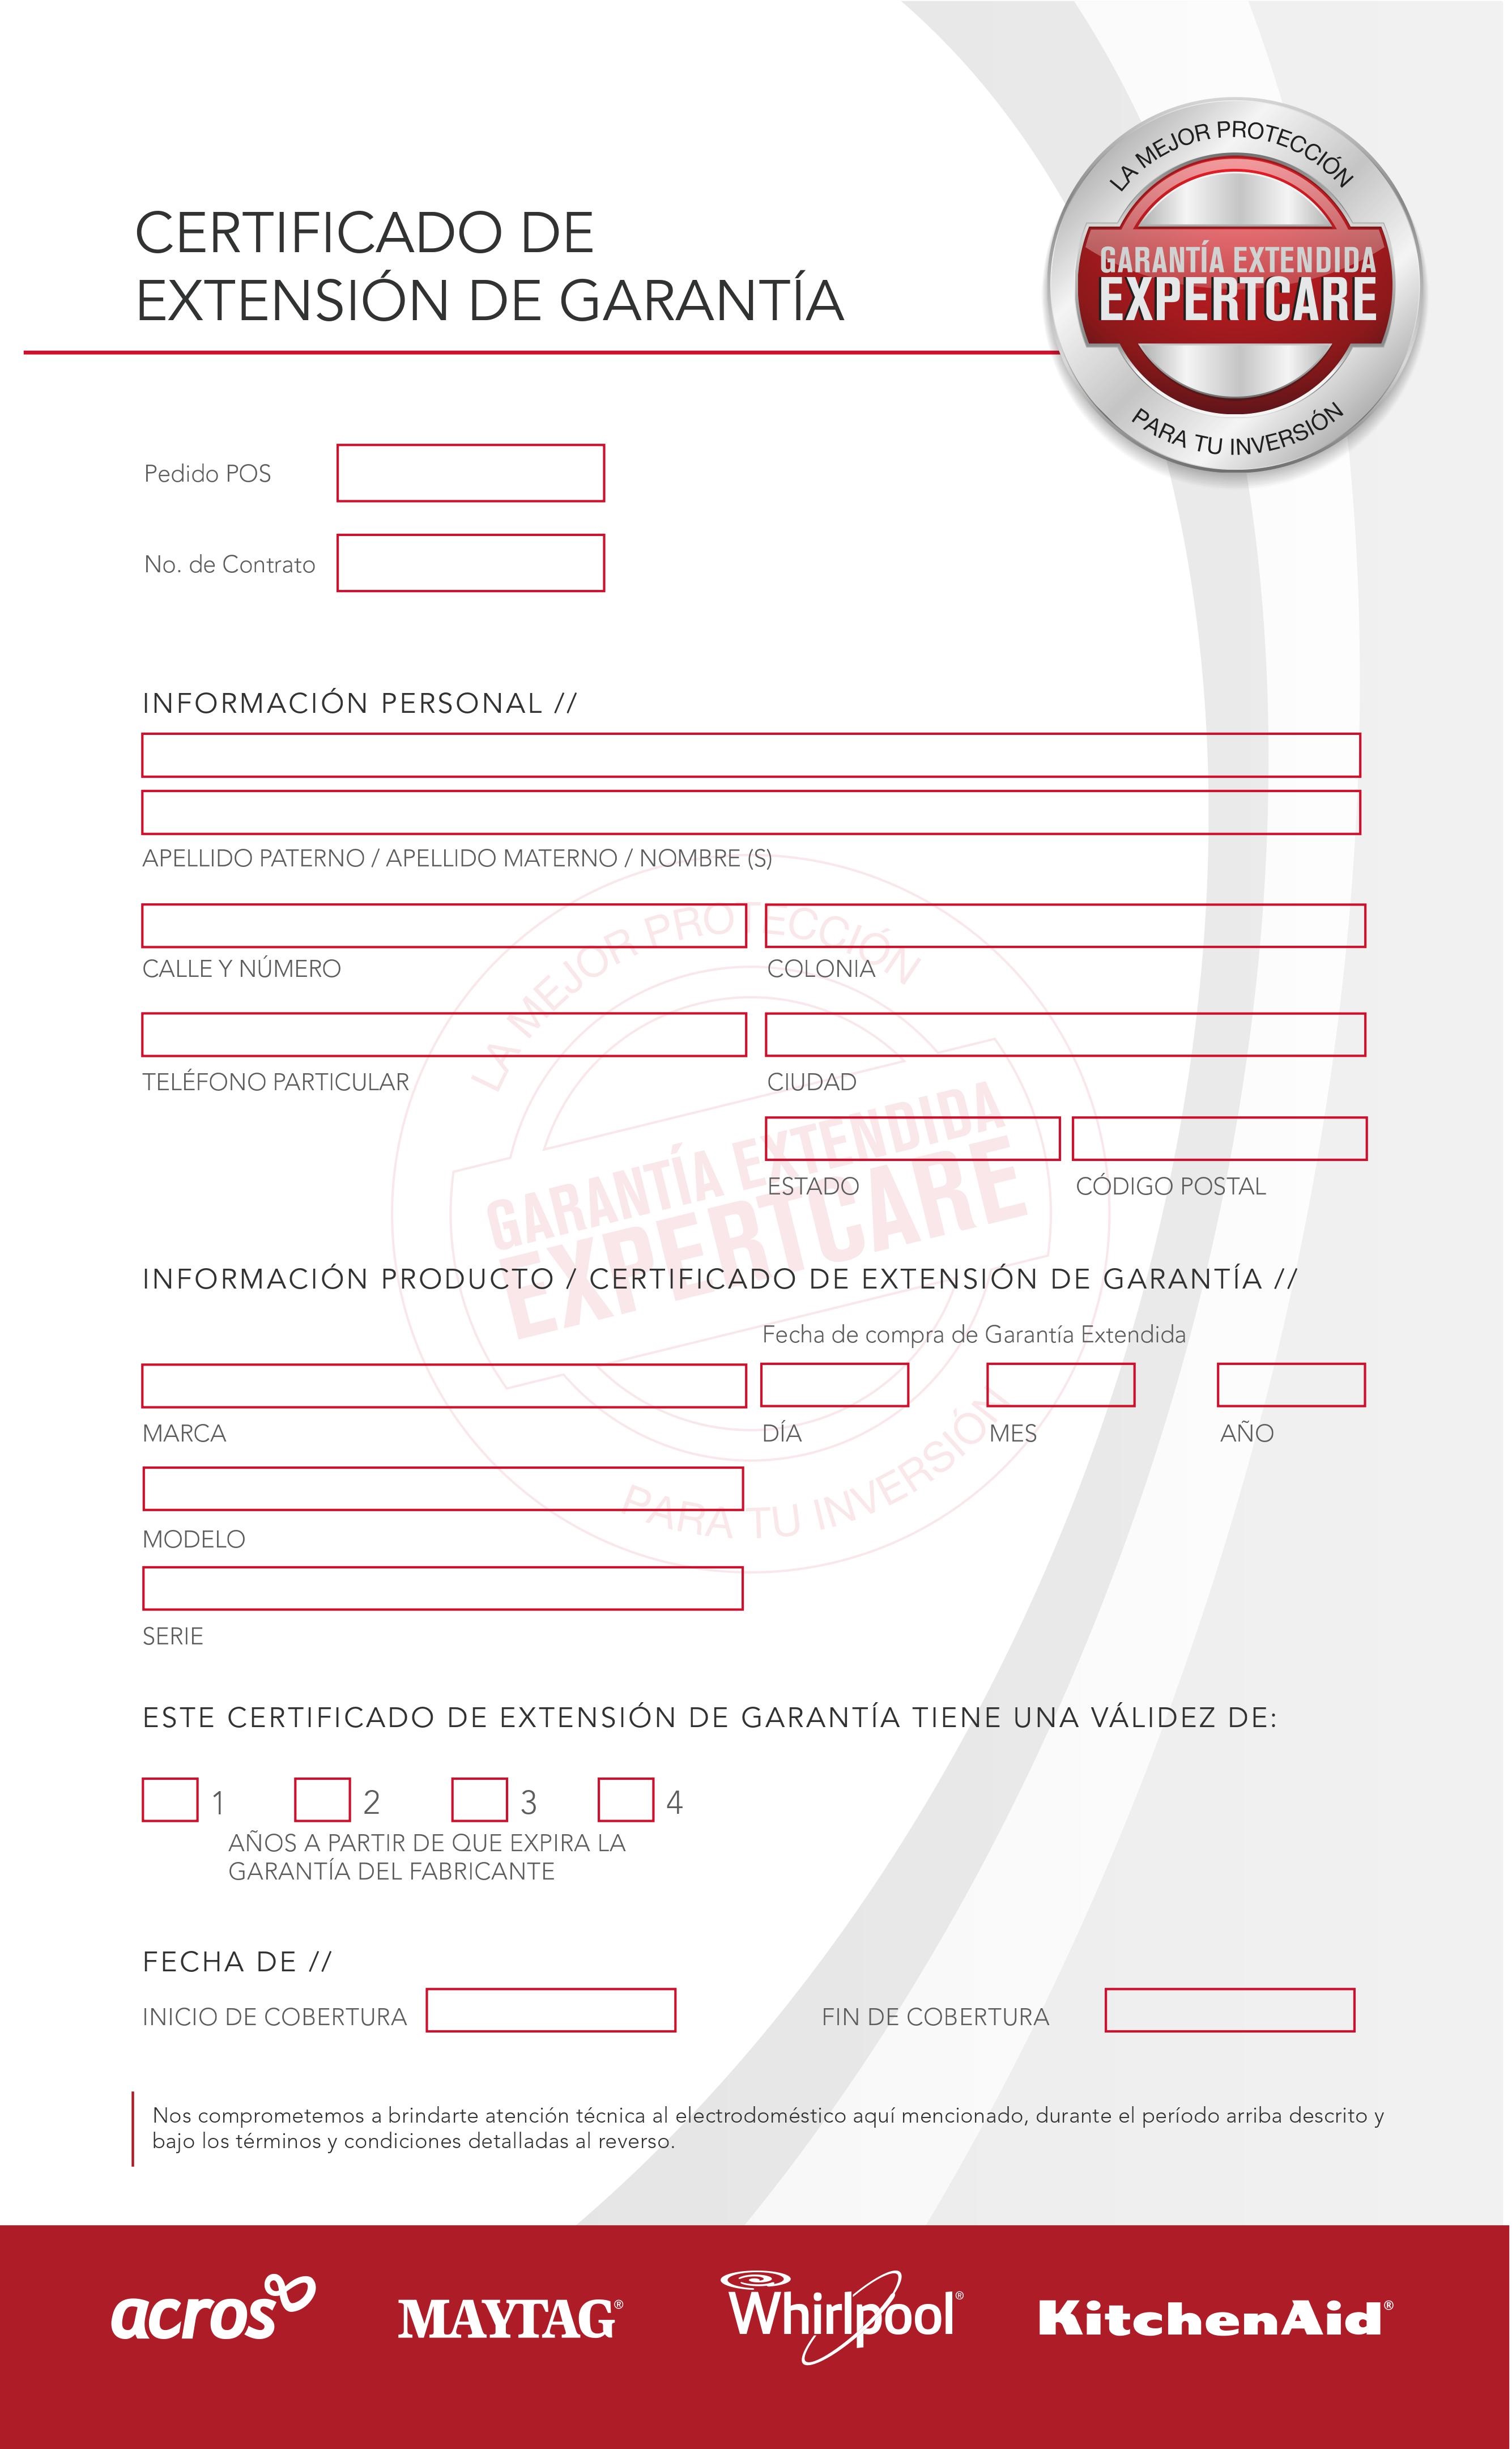 LA MEJOR PROTECCIÓN
CERTIFICADO DE
EXTENSIÓN DE GARANTÍA
GARANTÍA EXTENDIDA
EXPERTCARE
PARA TU INVERSIÓN
Pedido POS
No. de Contrato
INFORMACIÓN PERSONAL //
APELLIDO PATERNO / APELLIDO MATERNO / NOMBRE (S)
LA MEJOR PROTECCIÓN
CALLE Y NÚMERO
COLONIA
TELÉFONO PARTICULAR
CIUDAD
GARANTÍA EXTENDIDA
EXPERTCARE
ESTADO
CÓDIGO POSTAL
INFORMACIÓN PRODUCTO / CERTIFICADO DE EXTENSIÓN DE GARANTÍA //
Fecha de compra de Garantía Extendida
MARCA
DÍA
MES
AÑO
PARA TU INVERSIÓN
MODELO
SERIE
ESTE CERTIFICADO DE EXTENSIÓN DE GARANTÍA TIENE UNA VÁLIDEZ DE:
1 2 3 4
AÑOS A PARTIR DE QUE EXPIRA LA
GARANTÍA DEL FABRICANTE
FECHA DE //
INICIO DE COBERTURA
FIN DE COBERTURA
Nos comprometemos a brindarte atención técnica al electrodoméstico aquí mencionado, durante el período arriba descrito y
bajo los términos y condiciones detalladas al reverso.
acros
MAYTAG®
Whirlpool®
KitchenAid®